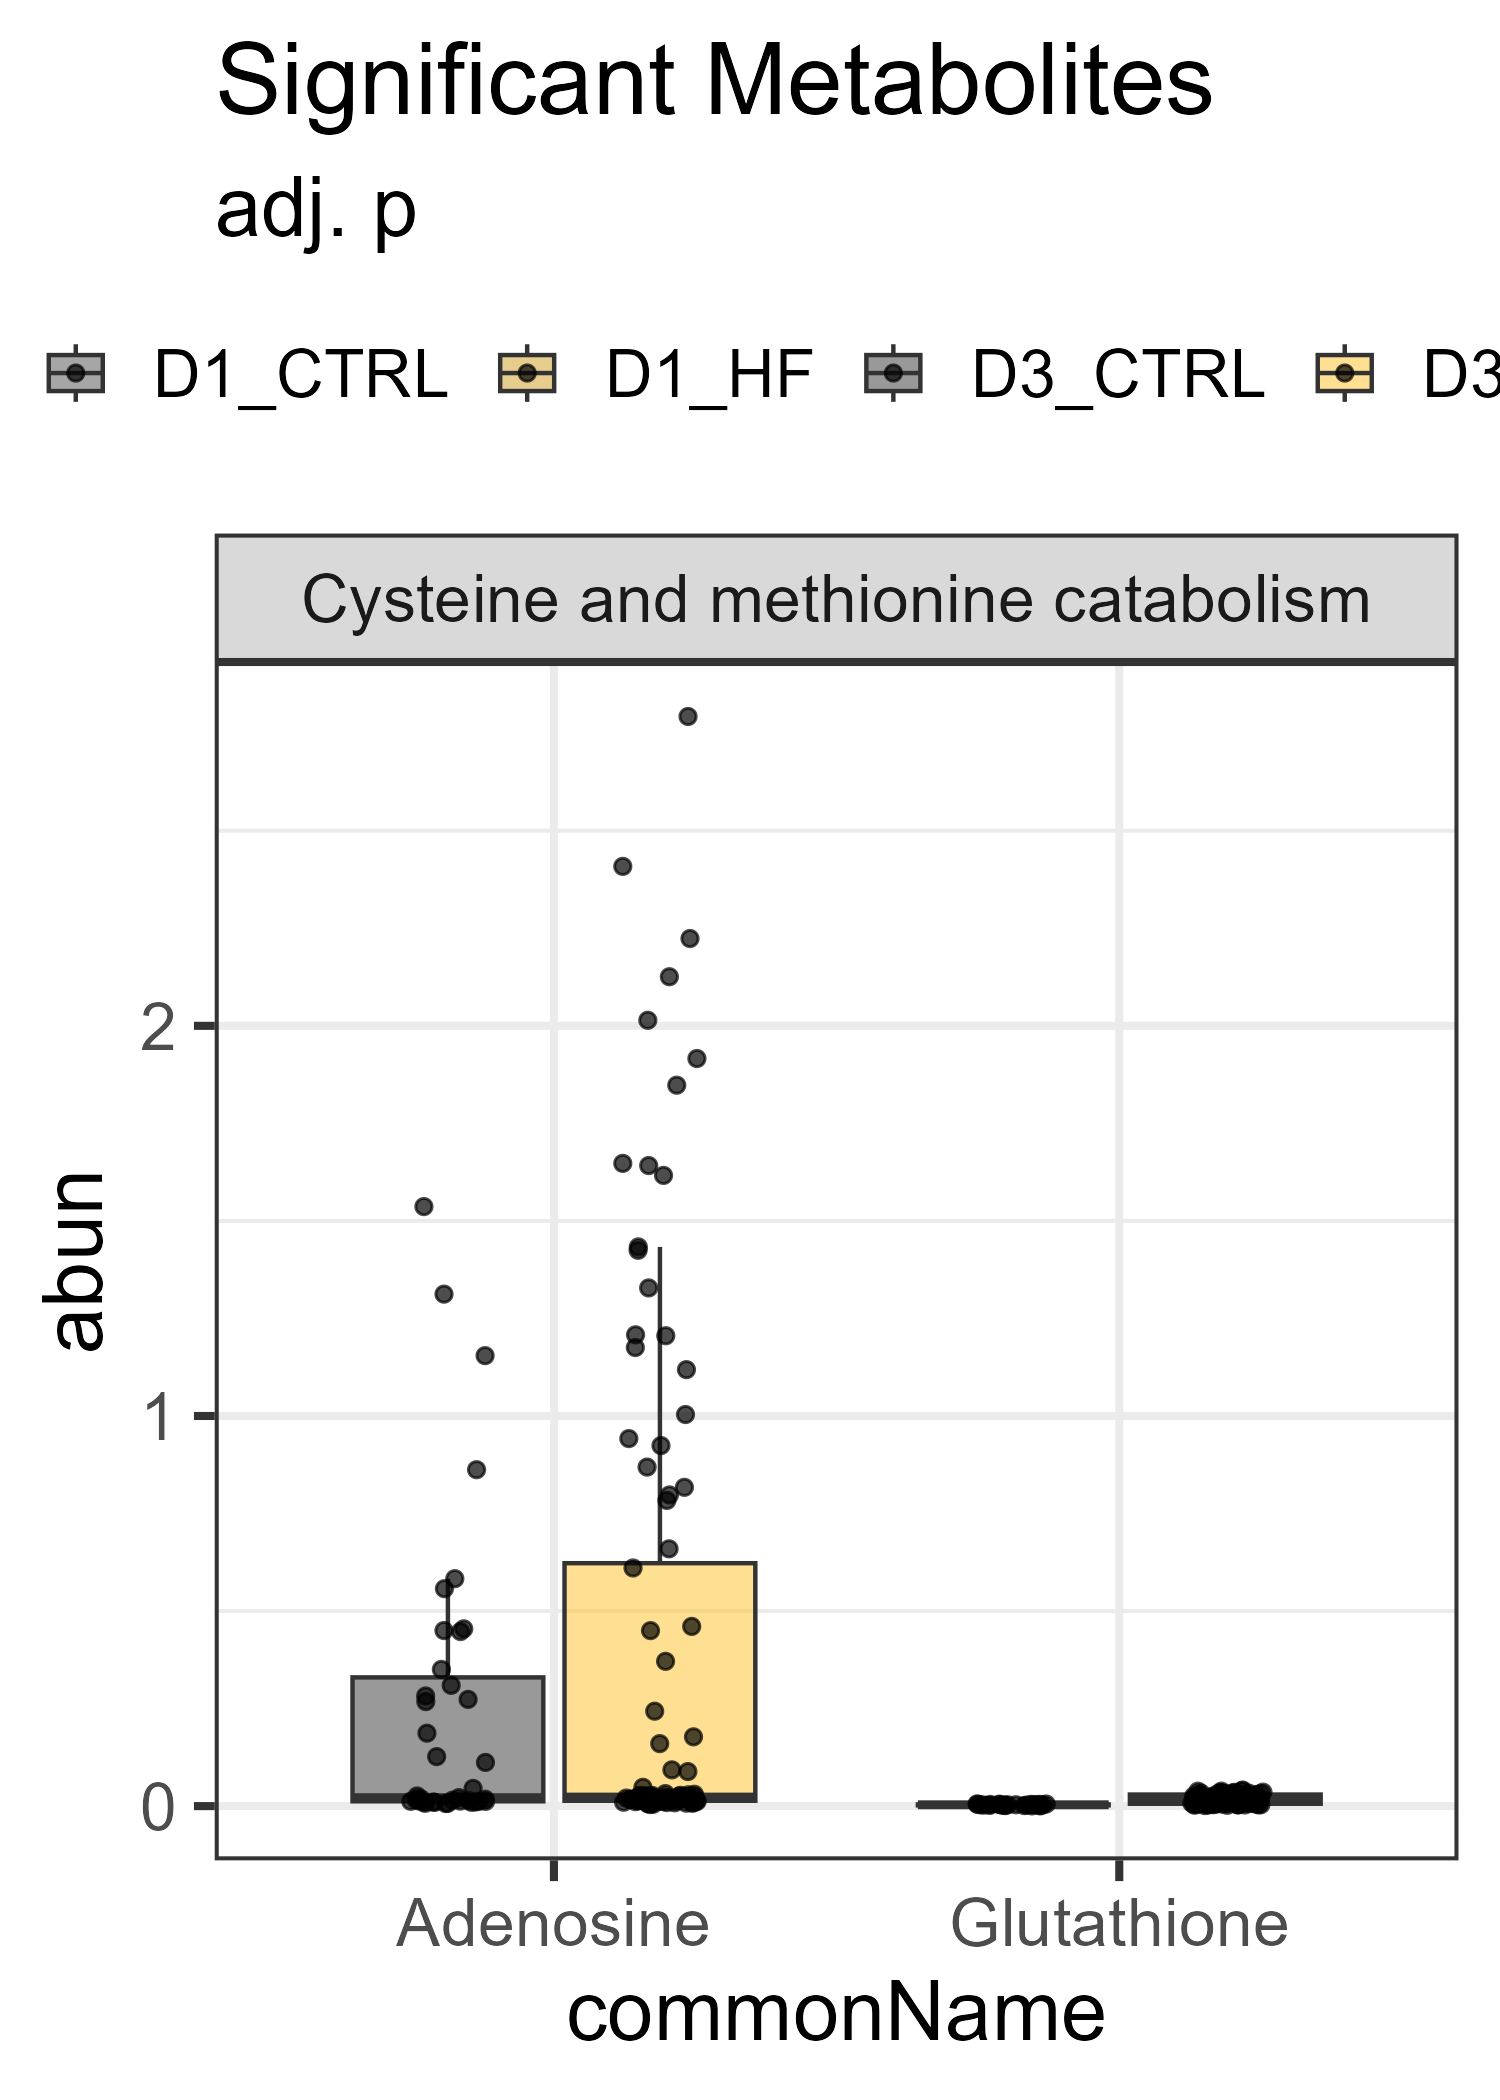 Significant Metabolites
adj. p
D1_CTRL D1_HF D3_CTRL D3
Cysteine and methionine catabolism
2
1
0
abun
Adenosine Glutathione
commonName